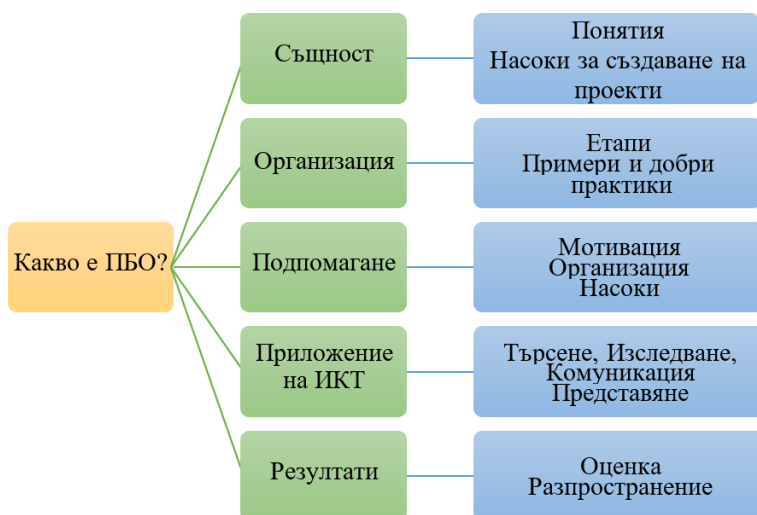 Какво е ПБО?
Същност
Понятия
Насоки за създаване на
проекти
Организация
Етапи
Примери и добри
практики
Подпомагане
Мотивация
Организация
Насоки
Приложение
на ИКТ
Търсене, Изследване,
Комуникация
Представяне
Резултати
Оценка
Разпространение